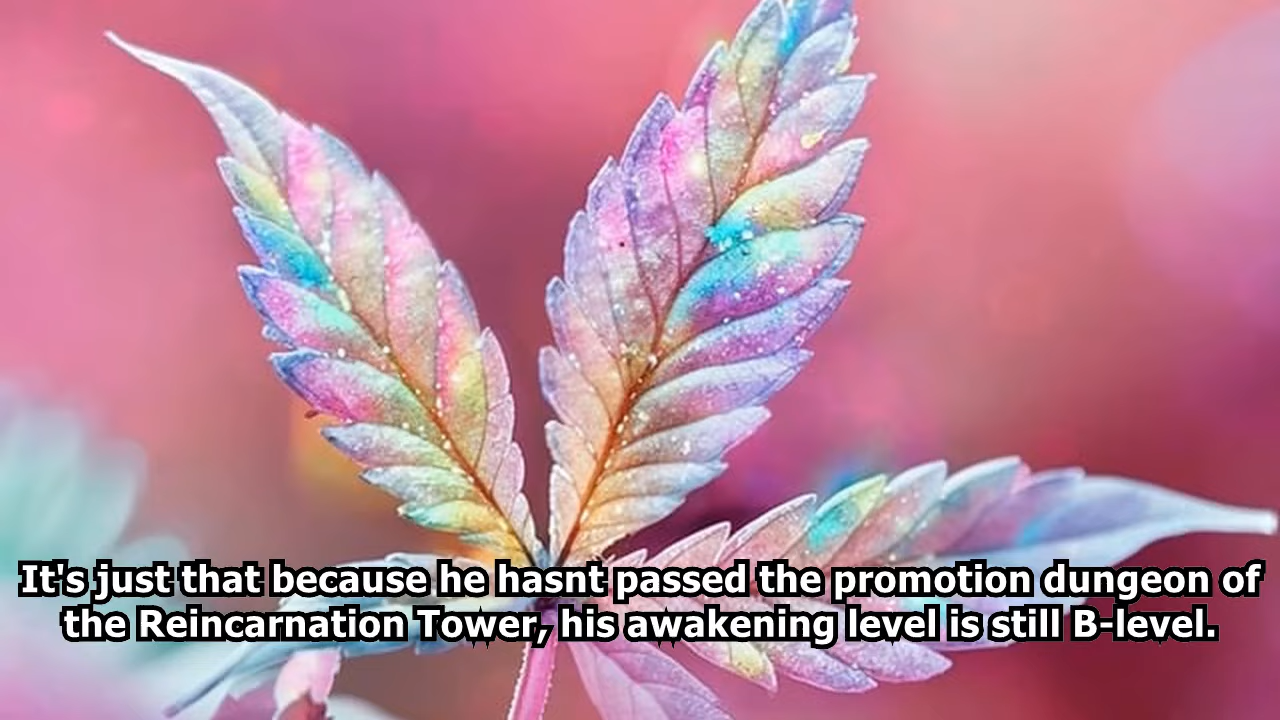 It's just that because he hasnt passed the promotion dungeon of
the Reincarnation Tower, his awakening level is still B-level.